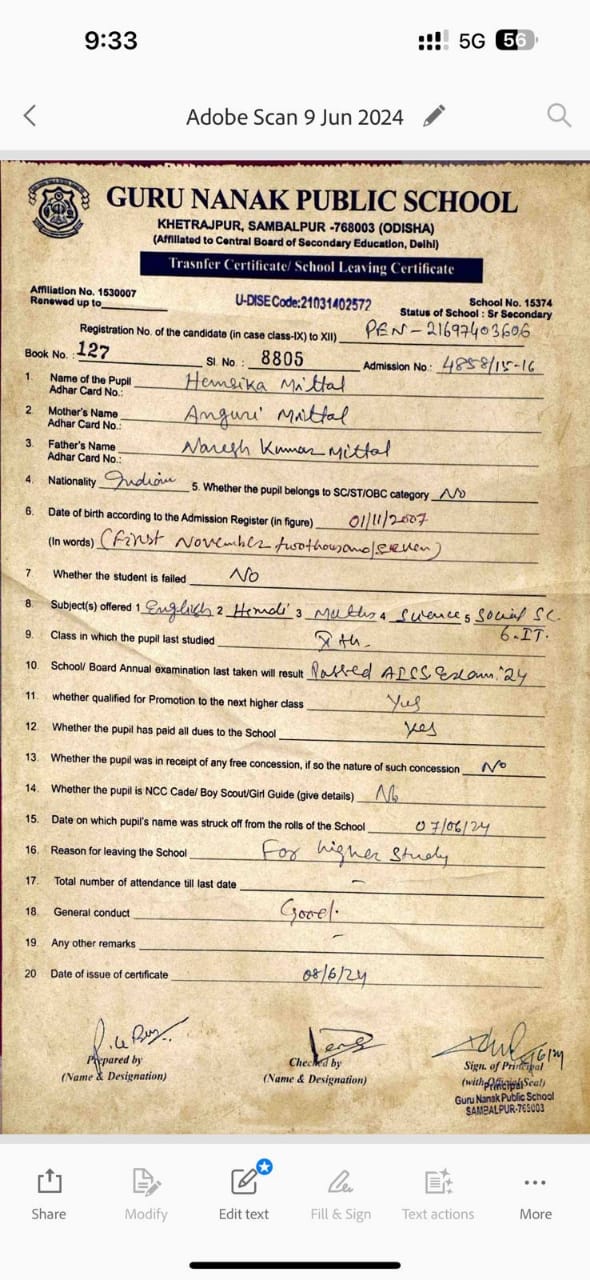 9:33
5G 56
Adobe Scan 9 Jun 2024
GURU NANAK PUBLIC SCHOOL
KHETRAJPUR, SAMBALPUR -768003 (ODISHA)
(Affiliated to Central Board of Secondary Education, Delhi)
Trasnfer Certificate/ School Leaving Certificate
Affiliation No. 1530007
Renewed up to
U-DISE Code:21031402572
School No. 15374
Status of School : Sr Secondary
Registration No. of the candidate (in case class-IX) to XII) PEN-21697403606
Book No. : 127 Sl. No. : 8805 Admission No.: 4858/15-16
1. Name of the Pupil Hemsika Mittal
Adhar Card No.:
2. Mother's Name Anguri Mittal
Adhar Card No.:
3. Father's Name Naresh Kumar Mittal
Adhar Card No.:
4. Nationality Indian 5. Whether the pupil belongs to SC/ST/OBC category No
6. Date of birth according to the Admission Register (in figure) 01/11/2007
(In words) (First November twothousand seven)
7 Whether the student is failed No
8. Subject(s) offered 1 English 2 Hindi 3 Maths 4 Science 5 Social Sc.
6. IT.
9. Class in which the pupil last studied Xth.
10. School/ Board Annual examination last taken will result Passed AICS Exam.'24
11. whether qualified for Promotion to the next higher class Yes
12. Whether the pupil has paid all dues to the School Yes
13. Whether the pupil was in receipt of any free concession, if so the nature of such concession No
14. Whether the pupil is NCC Cade/ Boy Scout/Girl Guide (give details) No
15. Date on which pupil's name was struck off from the rolls of the School 07/06/24
16. Reason for leaving the School For higher Study
17. Total number of attendance till last date -
18. General conduct Good.
19. Any other remarks -
20 Date of issue of certificate 08/6/24
Prepared by
(Name & Designation)
Checked by
(Name & Designation)
Sign. of Principal
(with Official Seal)
Principal
Guru Nanak Public School
SAMBALPUR-768003
Share
Modify
Edit text
Fill & Sign
Text actions
More